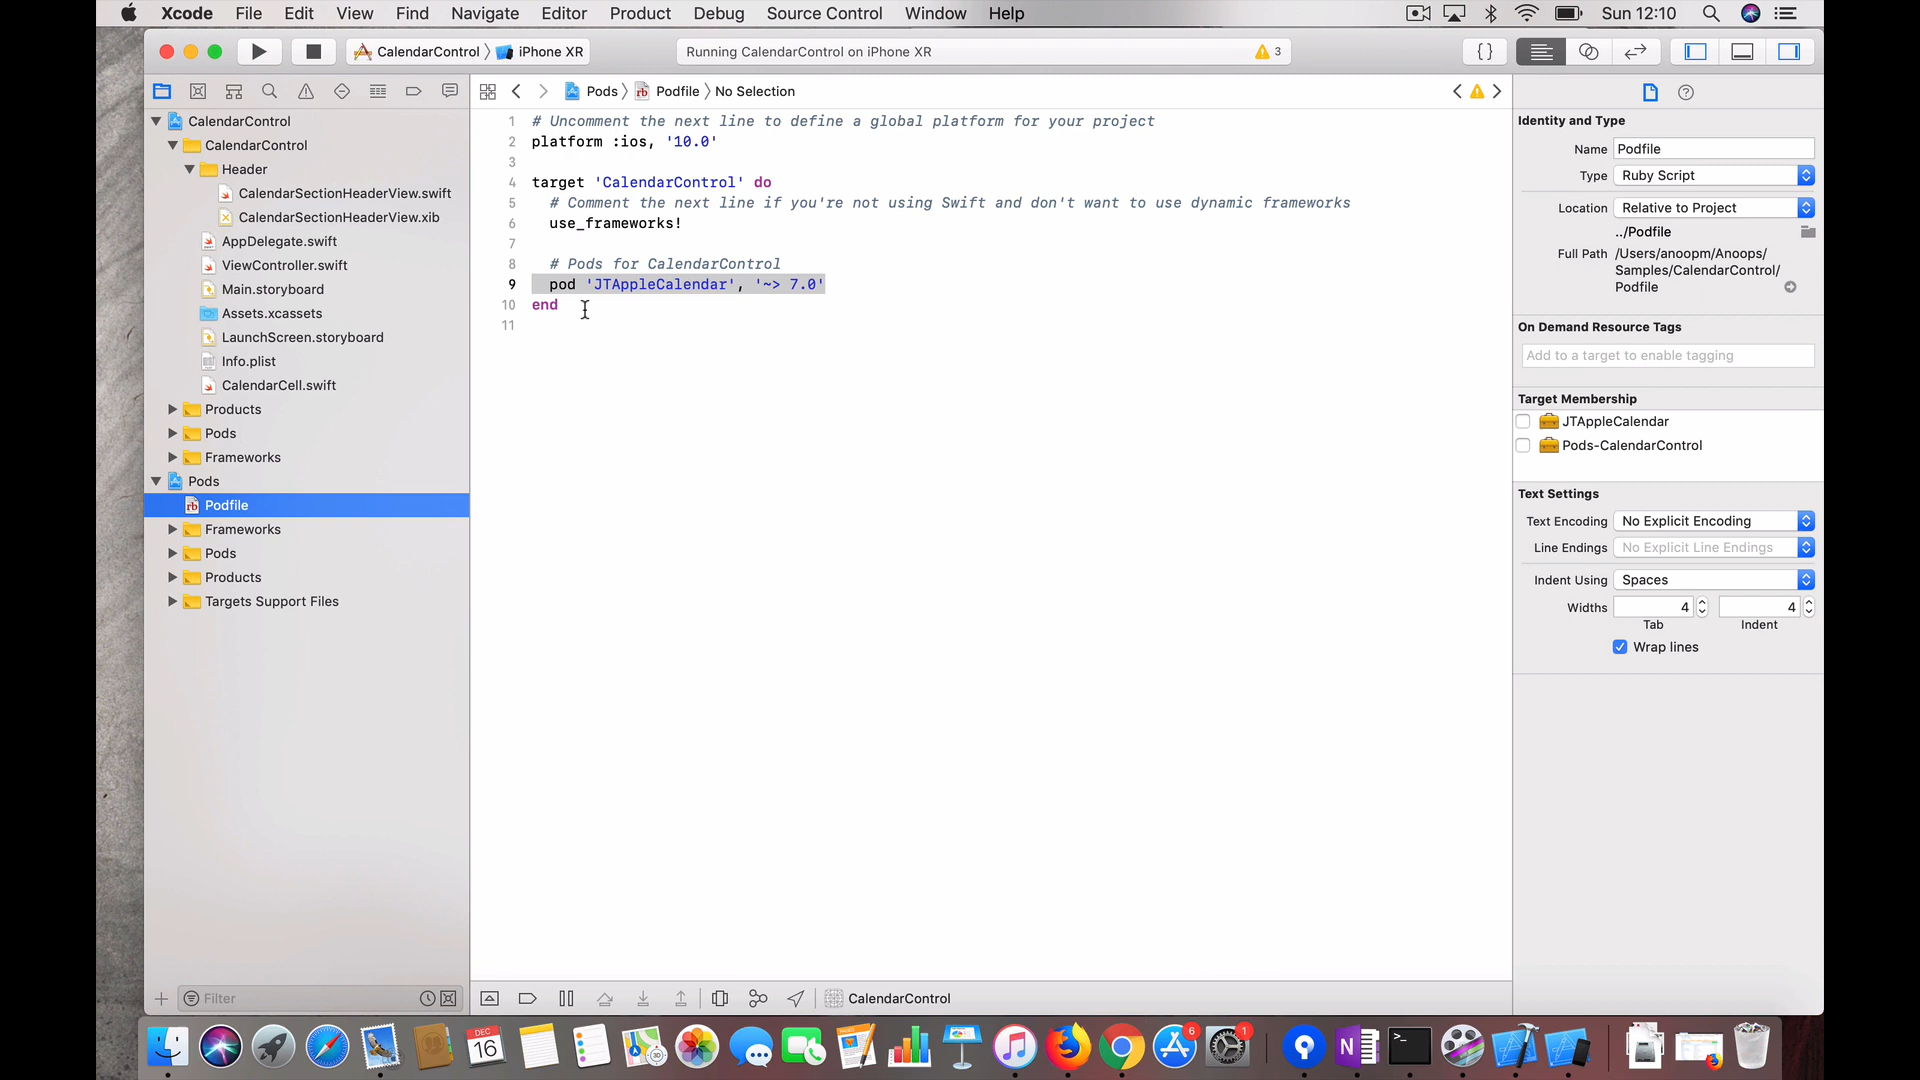 Xcode File Edit View Find Navigate Editor Product Debug Source Control Window Help Sun 12:10
CalendarControl iPhone XR Running CalendarControl on iPhone XR 3
Pods Podfile No Selection
CalendarControl
CalendarControl
Header
CalendarSectionHeaderView.swift
CalendarSectionHeaderView.xib
AppDelegate.swift
ViewController.swift
Main.storyboard
Assets.xcassets
LaunchScreen.storyboard
Info.plist
CalendarCell.swift
Products
Pods
Frameworks
Pods
Podfile
Frameworks
Pods
Products
Targets Support Files
Filter
1 # Uncomment the next line to define a global platform for your project
2 platform :ios, '10.0'
3
4 target 'CalendarControl' do
5 # Comment the next line if you're not using Swift and don't want to use dynamic frameworks
6 use_frameworks!
7
8 # Pods for CalendarControl
9 pod 'JTAppleCalendar', '~> 7.0'
10 end
11
CalendarControl
Identity and Type
Name Podfile
Type Ruby Script
Location Relative to Project
../Podfile
Full Path /Users/anoopm/Anoops/
Samples/CalendarControl/
Podfile
On Demand Resource Tags
Add to a target to enable tagging
Target Membership
JTAppleCalendar
Pods-CalendarControl
Text Settings
Text Encoding No Explicit Encoding
Line Endings No Explicit Line Endings
Indent Using Spaces
Widths 4 4
Tab Indent
Wrap lines
DEC
16
6
1